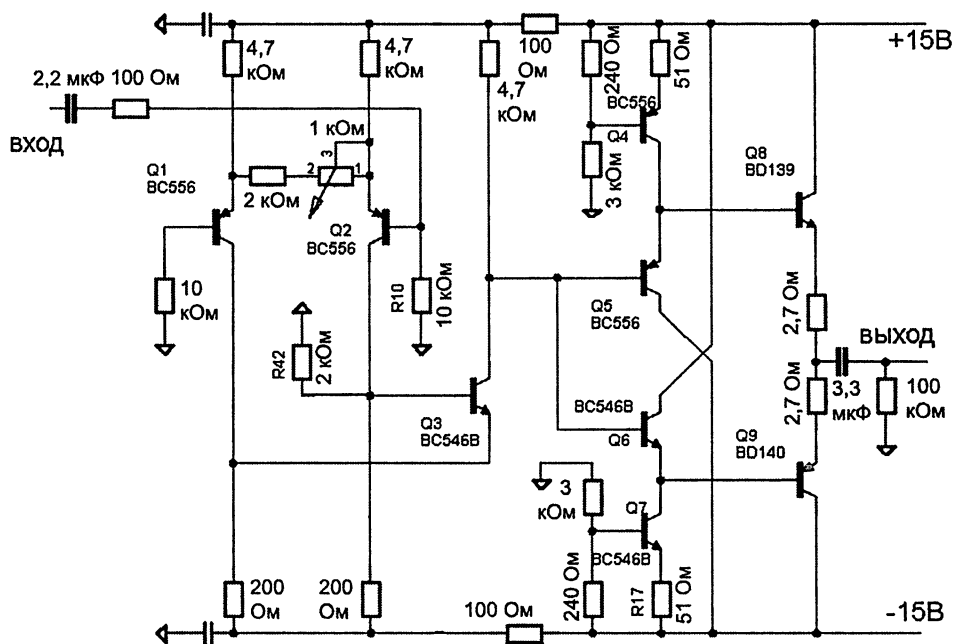 +15В
4,7
кОм
4,7
кОм
100
Ом
4,7
кОм
240 Ом
51 Ом
2,2 мкФ 100 Ом
ВХОД
BC556
Q4
1 кОм
3
2
1
2 кОм
3 кОм
Q1
BC556
Q2
BC556
Q8
BD139
10
кОм
R10
10 кОм
Q5
BC556
2,7 Ом
R42
2 кОм
ВЫХОД
2,7 Ом
3,3
мкФ
100
кОм
Q3
BC546B
BC546B
Q6
Q9
BD140
3
кОм
Q7
BC546B
200
Ом
200
Ом
100 Ом
240 Ом
R17
51 Ом
-15В